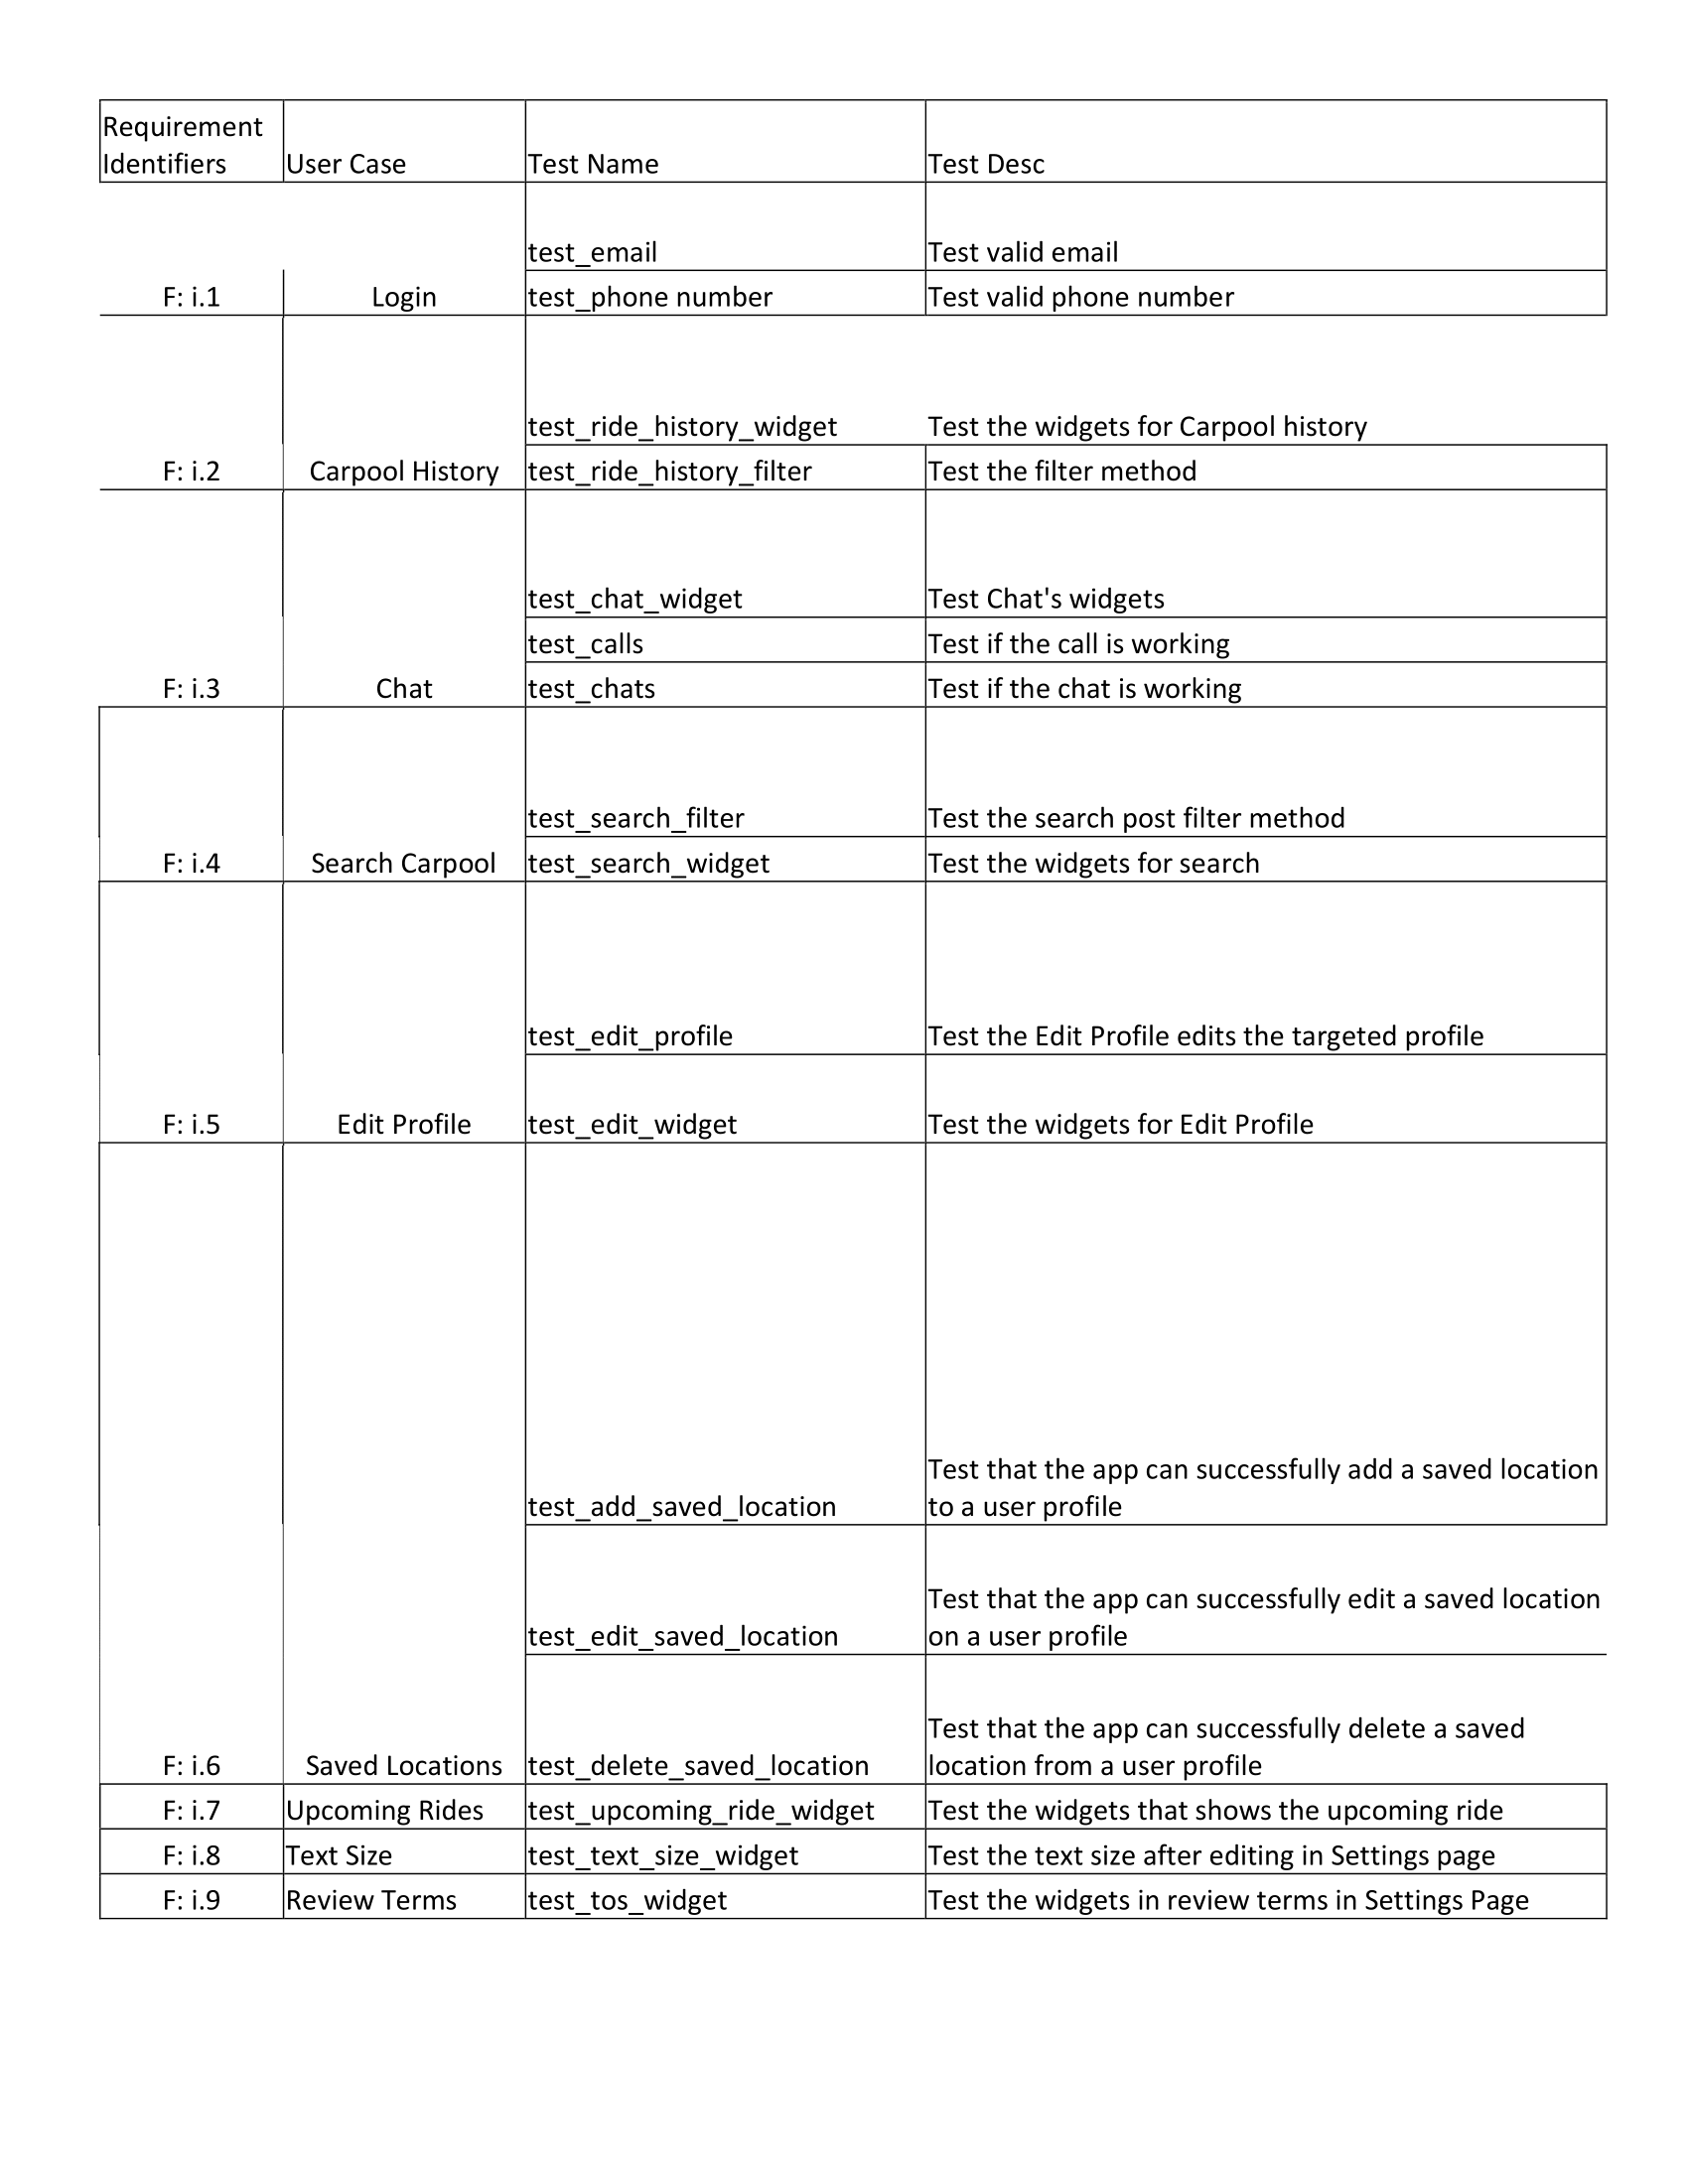 Requirement
Identifiers User Case Test Name Test Desc
test_email Test valid email
F: i.1 Login test_phone number Test valid phone number
test_ride_history_widget Test the widgets for Carpool history
F: i.2 Carpool History test_ride_history_filter Test the filter method
test_chat_widget Test Chat's widgets
test_calls Test if the call is working
F: i.3 Chat test_chats Test if the chat is working
test_search_filter Test the search post filter method
F: i.4 Search Carpool test_search_widget Test the widgets for search
test_edit_profile Test the Edit Profile edits the targeted profile
F: i.5 Edit Profile test_edit_widget Test the widgets for Edit Profile
Test that the app can successfully add a saved location
test_add_saved_location to a user profile
Test that the app can successfully edit a saved location
test_edit_saved_location on a user profile
Test that the app can successfully delete a saved
F: i.6 Saved Locations test_delete_saved_location location from a user profile
F: i.7 Upcoming Rides test_upcoming_ride_widget Test the widgets that shows the upcoming ride
F: i.8 Text Size test_text_size_widget Test the text size after editing in Settings page
F: i.9 Review Terms test_tos_widget Test the widgets in review terms in Settings Page